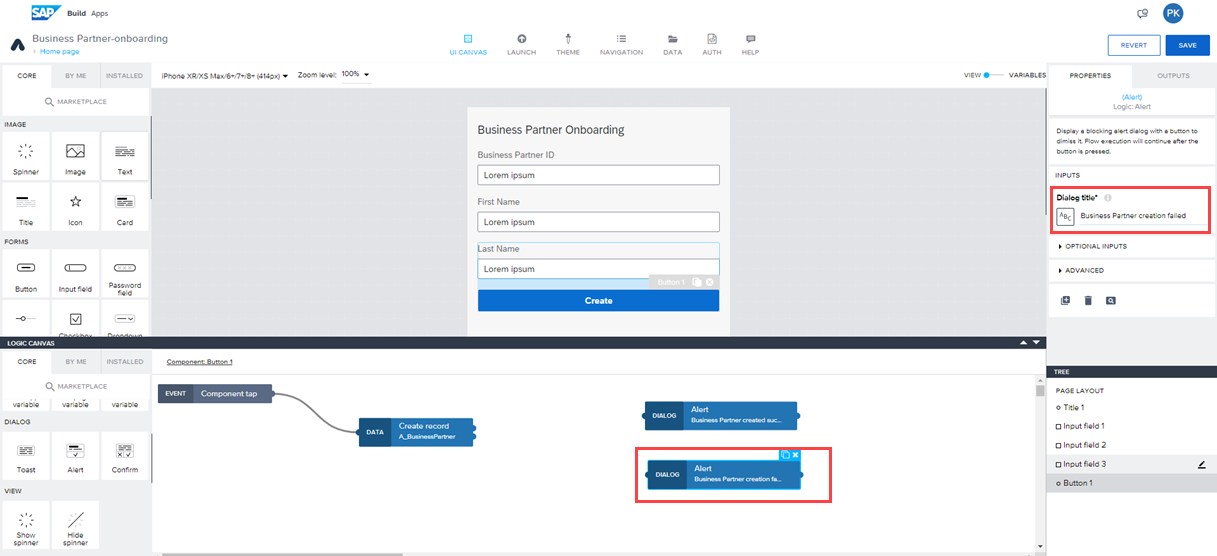 SAP Build Apps
PK
Business Partner-onboarding
‹ Home page
UI CANVAS LAUNCH THEME NAVIGATION DATA AUTH HELP
REVERT SAVE
CORE BY ME INSTALLED
MARKETPLACE
IMAGE
Spinner Image Text
Title Icon Card
FORMS
Button Input field Password
field
Checkbox Dropdown
iPhone XR/XS Max/6+/7+/8+ (414px) Zoom level: 100%
VIEW VARIABLES
Business Partner Onboarding
Business Partner ID
Lorem ipsum
First Name
Lorem ipsum
Last Name
Lorem ipsum
Button 1
Create
PROPERTIES OUTPUTS
(Alert)
Logic: Alert
Display a blocking alert dialog with a button to
dimiss it. Flow execution will continue after the
button is pressed.
INPUTS
Dialog title*
ABC Business Partner creation failed
OPTIONAL INPUTS
ADVANCED
LOGIC CANVAS
CORE BY ME INSTALLED
MARKETPLACE
variable variable variable
DIALOG
Toast Alert Confirm
VIEW
Show
spinner
Hide
spinner
Component: Button 1
EVENT Component tap
DATA Create record
A_BusinessPartner
DIALOG Alert
Business Partner created suc...
DIALOG Alert
Business Partner creation fa...
TREE
PAGE LAYOUT
Title 1
Input field 1
Input field 2
Input field 3
Button 1